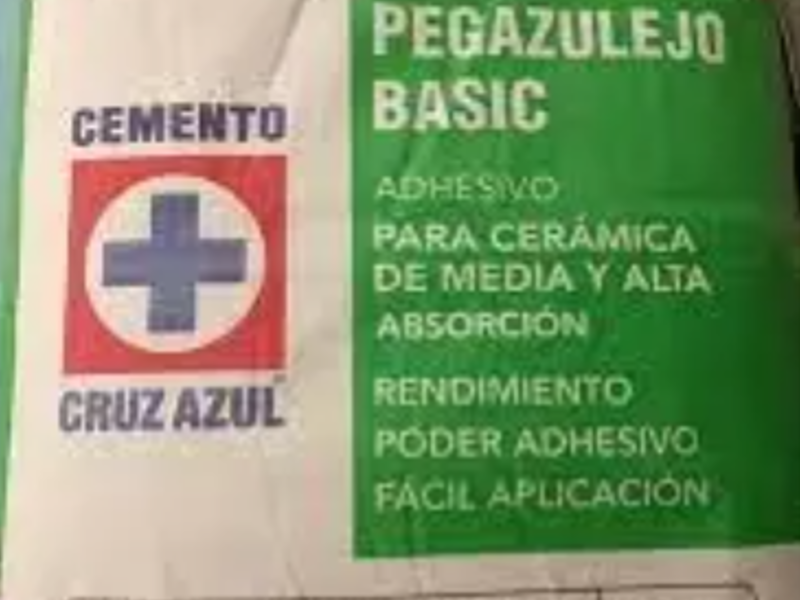 CEMENTO
CRUZ AZUL
PEGAZULEJO
BASIC
ADHESIVO
PARA CERÁMICA
DE MEDIA Y ALTA
ABSORCIÓN
RENDIMIENTO
PODER ADHESIVO
FÁCIL APLICACIÓN